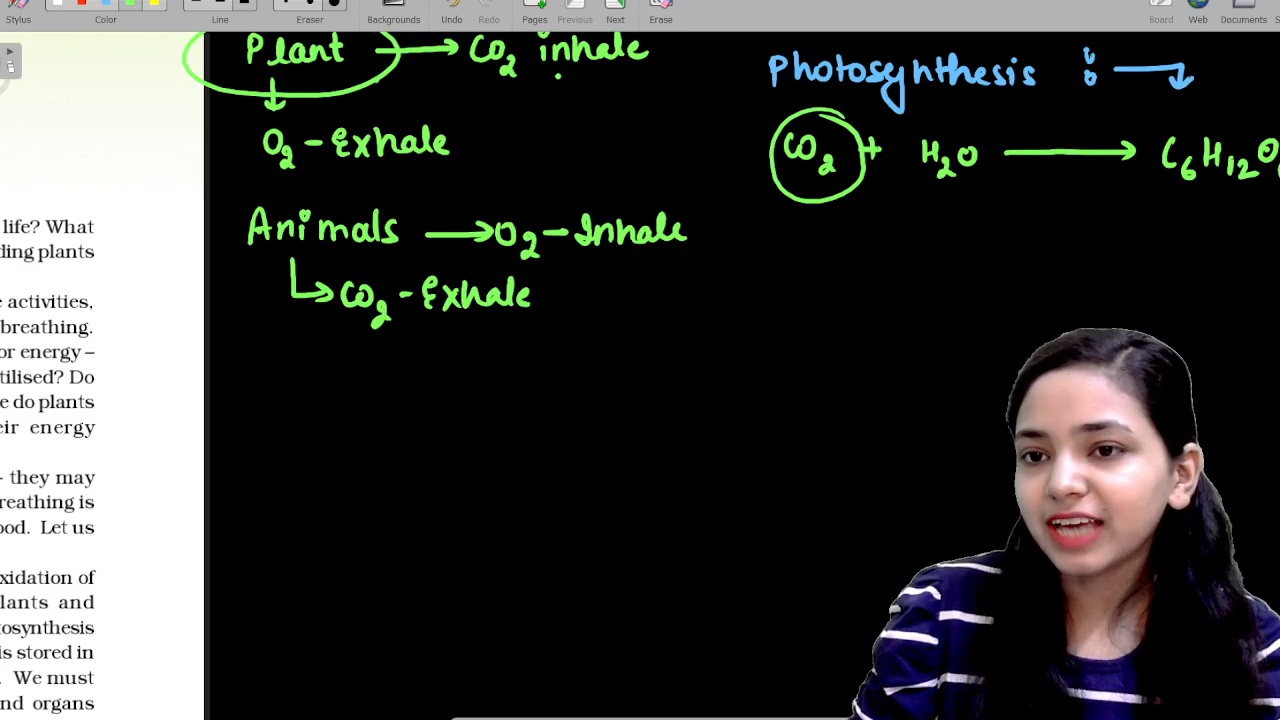 Stylus Color Line Eraser Backgrounds Undo Redo Pages Previous Next Erase Board Web Documents
Plant → CO2 inhale
↓
O2 - Exhale
Animals → O2 - Inhale
↳ CO2 - Exhale
Photosynthesis : ↴
CO2 + H2O → C6H12O
life? What
ding plants
activities,
breathing.
or energy –
tilised? Do
e do plants
eir energy
- they may
reathing is
ood. Let us
xidation of
lants and
tosynthesis
is stored in
. We must
nd organs